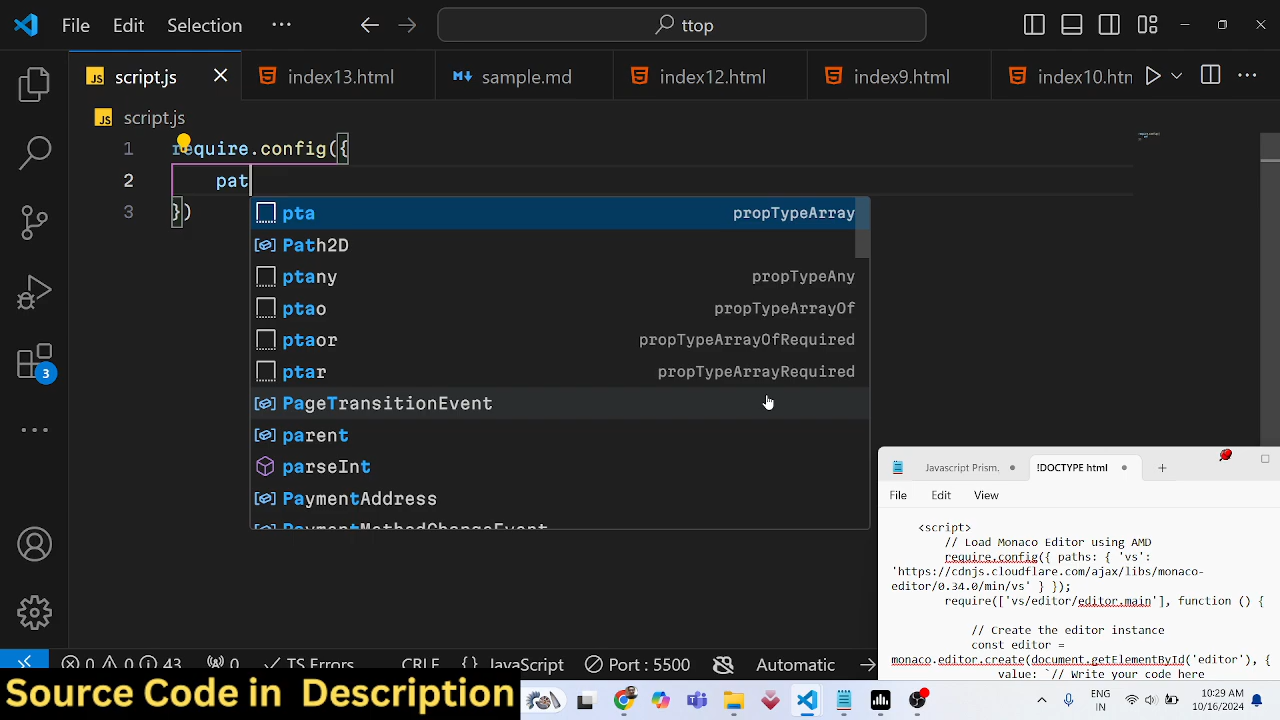 File Edit Selection ··· ttop
script.js index13.html sample.md index12.html index9.html index10.htn
script.js
1 require.config({
2 pat
3 })
pta propTypeArray
Path2D
ptany propTypeAny
ptao propTypeArrayOf
ptaor propTypeArrayOfRequired
ptar propTypeArrayRequired
PageTransitionEvent
parent
parseInt
PaymentAddress
PaymentMethodChangeEvent
3
Javascript Prism. !DOCTYPE html
File Edit View
<script>
// Load Monaco Editor using AMD
require.config({ paths: { 'vs':
'https://cdnjs.cloudflare.com/ajax/libs/monaco-
editor/0.34.0/min/vs' } });
require(['vs/editor/editor.main'], function () {
// Create the editor instance
const editor =
monaco.editor.create(document.getElementById('editor'), {
value: `// Write your code here
0 0 43 0 TS Errors CRLF {} JavaScript Port : 5500 Automatic
Source Code in Description
ENG
IN
10:29 AM
10/16/2024